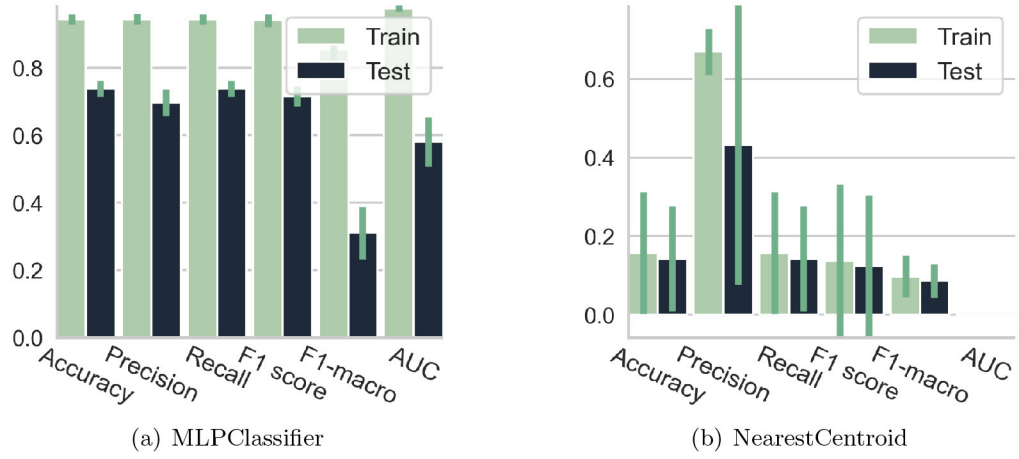 Train
Test
0.8
0.6
0.4
0.2
0.0
Accuracy
Precision
Recall
F1 score
F1-macro
AUC
(a) MLPClassifier
Train
Test
0.6
0.4
0.2
0.0
Accuracy
Precision
Recall
F1 score
F1-macro
AUC
(b) NearestCentroid